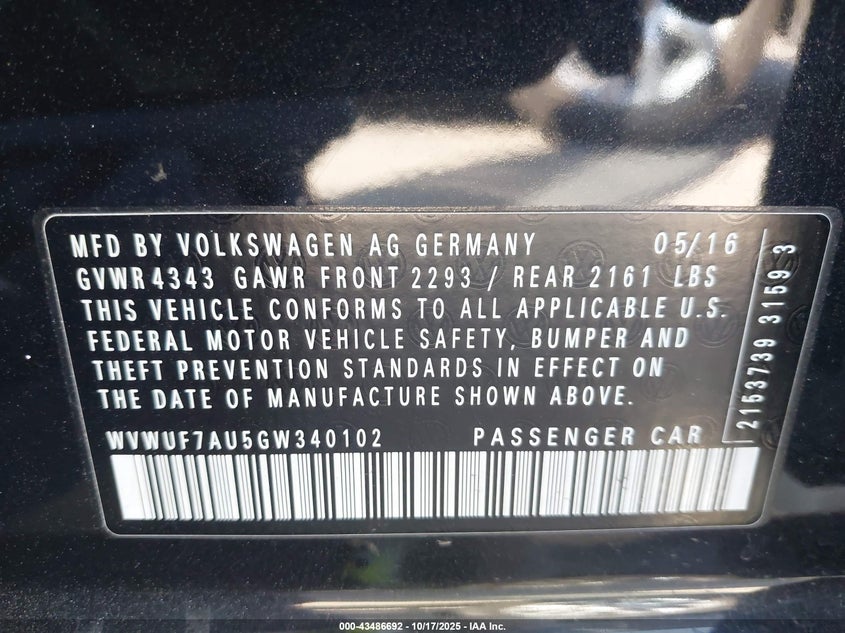 MFD BY VOLKSWAGEN AG GERMANY 05/16
GVWR 4343 GAWR FRONT 2293 / REAR 2161 LBS
THIS VEHICLE CONFORMS TO ALL APPLICABLE U.S.
FEDERAL MOTOR VEHICLE SAFETY, BUMPER AND
THEFT PREVENTION STANDARDS IN EFFECT ON
THE DATE OF MANUFACTURE SHOWN ABOVE.
WVWUF7AU5GW340102 PASSENGER CAR
2153739 3159 3
000-43486692 - 10/17/2025 - IAA Inc.